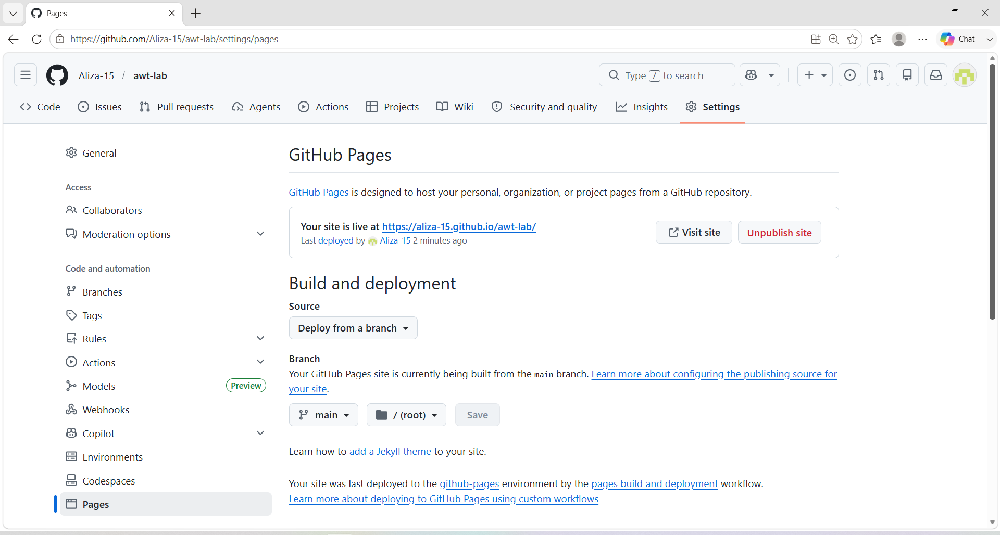 Pages
https://github.com/Aliza-15/awt-lab/settings/pages
Chat
Aliza-15 / awt-lab
Type / to search
Code Issues Pull requests Agents Actions Projects Wiki Security and quality Insights Settings
General
Access
Collaborators
Moderation options
Code and automation
Branches
Tags
Rules
Actions
Models Preview
Webhooks
Copilot
Environments
Codespaces
Pages
GitHub Pages
GitHub Pages is designed to host your personal, organization, or project pages from a GitHub repository.
Your site is live at https://aliza-15.github.io/awt-lab/
Last deployed by Aliza-15 2 minutes ago
Visit site
Unpublish site
Build and deployment
Source
Deploy from a branch
Branch
Your GitHub Pages site is currently being built from the main branch. Learn more about configuring the publishing source for
your site.
main / (root) Save
Learn how to add a Jekyll theme to your site.
Your site was last deployed to the github-pages environment by the pages build and deployment workflow.
Learn more about deploying to GitHub Pages using custom workflows